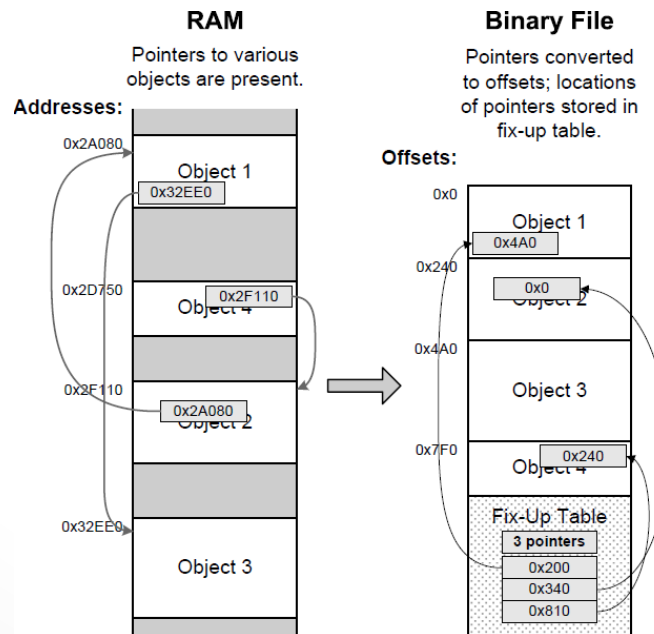 RAM
Pointers to various
objects are present.
Addresses:
0x2A080
Object 1
0x32EE0
0x2D750
0x2F110
Object 4
0x2F110
0x2A080
Object 2
0x32EE0
Object 3
Binary File
Pointers converted
to offsets; locations
of pointers stored in
fix-up table.
Offsets:
0x0
Object 1
0x4A0
0x240
0x0
Object 2
0x4A0
Object 3
0x7F0
0x240
Object 4
Fix-Up Table
3 pointers
0x200
0x340
0x810